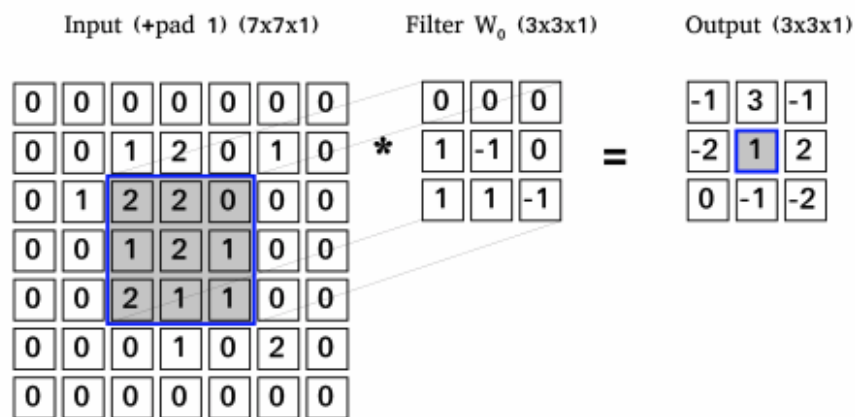 Input (+pad 1) (7x7x1) Filter W₀ (3x3x1) Output (3x3x1)
0 0 0 0 0 0 0 0 0 0 -1 3 -1
0 0 1 2 0 1 0 * 1 -1 0 = -2 1 2
0 1 2 2 0 0 0 1 1 -1 0 -1 -2
0 0 1 2 1 0 0
0 0 2 1 1 0 0
0 0 0 1 0 2 0
0 0 0 0 0 0 0